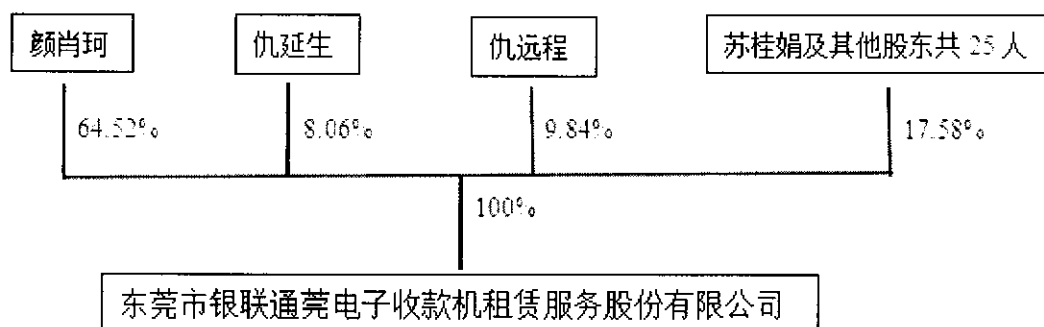 颜肖珂
仇延生
仇远程
苏桂娟及其他股东共 25 人
64.52%
8.06%
9.84%
17.58%
100%
东莞市银联通莞电子收款机租赁服务股份有限公司